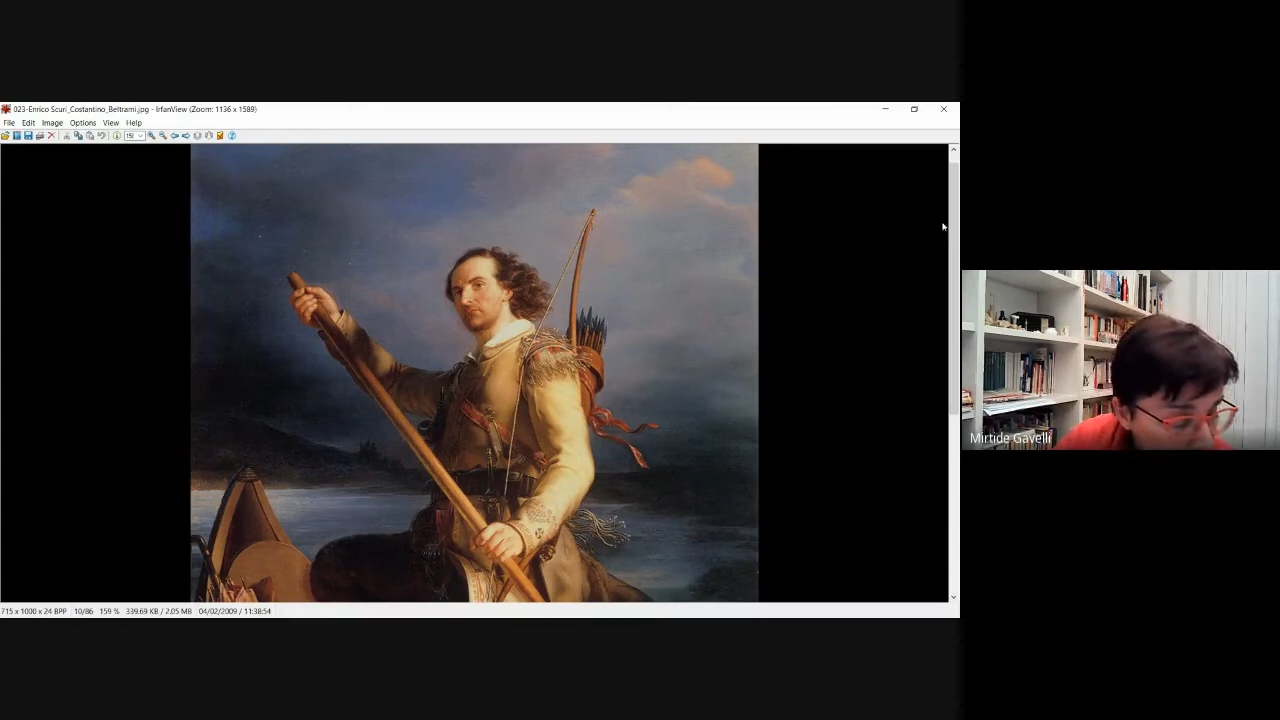 023-Enrico Scuri_Costantino_Beltrami.jpg - IrfanView (Zoom: 1136 x 1589)
File Edit Image Options View Help
715 x 1000 x 24 BPP 10/86 159 % 339.69 KB / 2.05 MB 04/02/2009 / 11:38:54
Mirtide Gavelli